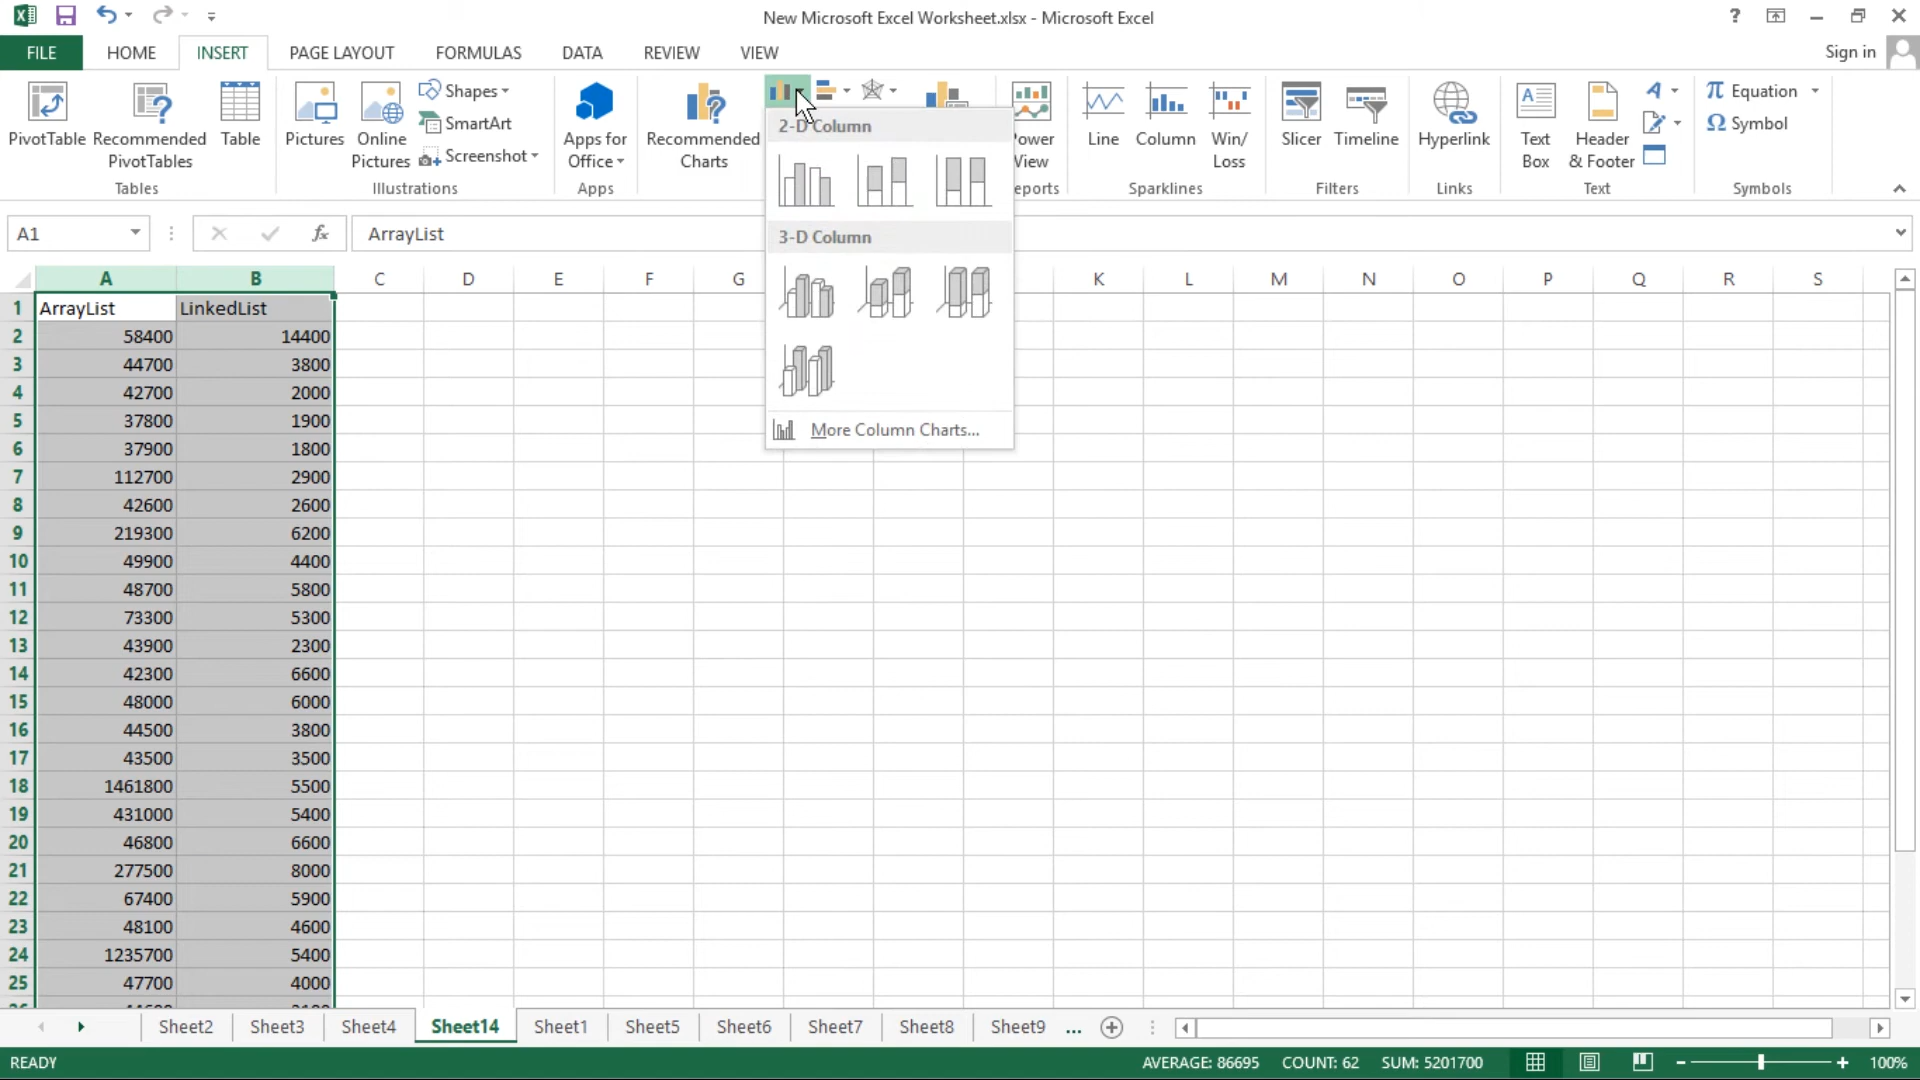 New Microsoft Excel Worksheet.xlsx - Microsoft Excel
?
FILE HOME INSERT PAGE LAYOUT FORMULAS DATA REVIEW VIEW Sign in
PivotTable
Recommended
PivotTables
Table
Tables
Pictures
Online
Pictures
Shapes
SmartArt
Screenshot
Illustrations
Apps for
Office
Apps
Recommended
Charts
View
Line
Column
Win/
Loss
Sparklines
Slicer
Timeline
Filters
Hyperlink
Links
Text
Box
Header
& Footer
Text
π Equation
Ω Symbol
Symbols
2-D Column
3-D Column
More Column Charts...
A1 fx ArrayList
A B C D E F G K L M N O P Q R S
1 ArrayList LinkedList
2 58400 14400
3 44700 3800
4 42700 2000
5 37800 1900
6 37900 1800
7 112700 2900
8 42600 2600
9 219300 6200
10 49900 4400
11 48700 5800
12 73300 5300
13 43900 2300
14 42300 6600
15 48000 6000
16 44500 3800
17 43500 3500
18 1461800 5500
19 431000 5400
20 46800 6600
21 277500 8000
22 67400 5900
23 48100 4600
24 1235700 5400
25 47700 4000
Sheet2 Sheet3 Sheet4 Sheet14 Sheet1 Sheet5 Sheet6 Sheet7 Sheet8 Sheet9 ...
READY AVERAGE: 86695 COUNT: 62 SUM: 5201700 100%